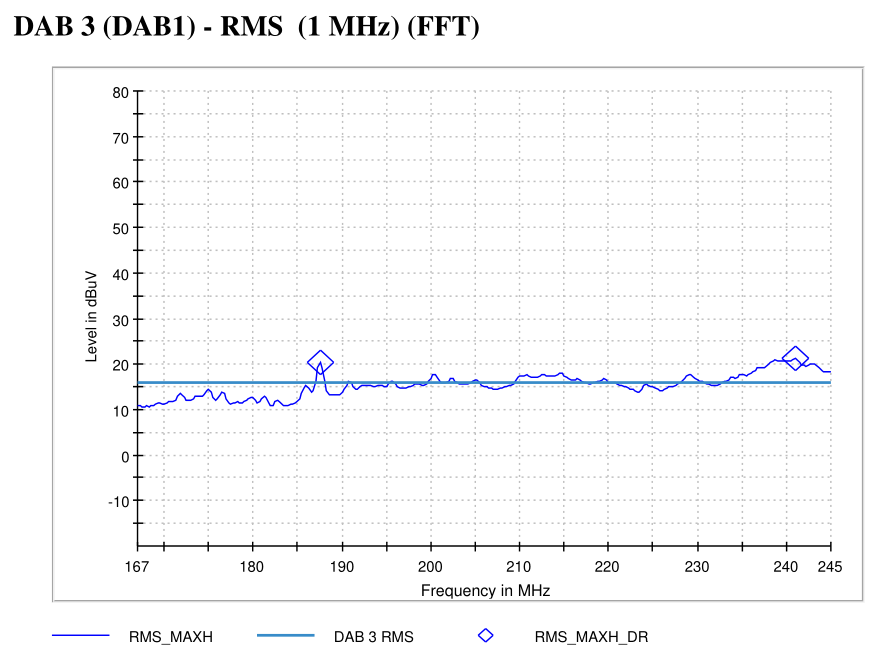 DAB 3 (DAB1) - RMS  (1 MHz) (FFT)
80
70
60
50
40
30
20
10
0
-10
Level in dBuV
167 180 190 200 210 220 230 240 245
Frequency in MHz
RMS_MAXH DAB 3 RMS RMS_MAXH_DR